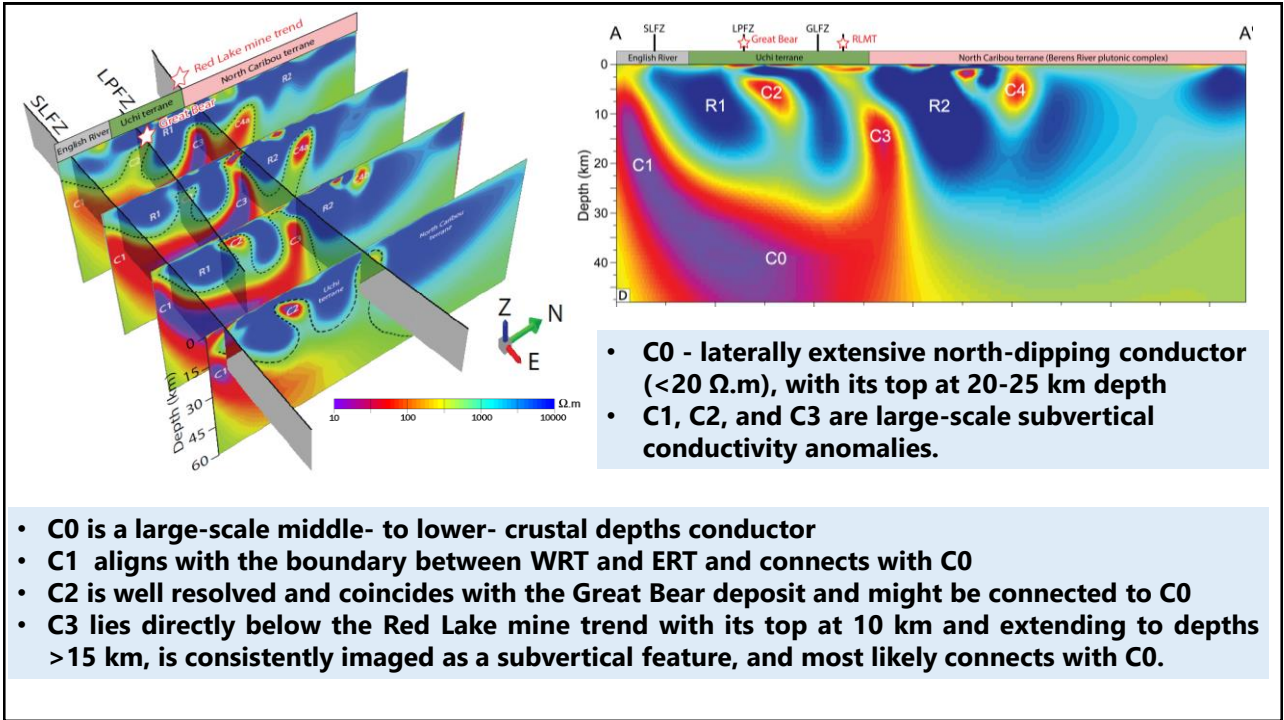 Red Lake mine trend
North Caribou terrane
LPFZ
SLFZ
Uchi terrane
English River
Great Bear
R2
R1
C3
C4a
C1
R2
C4a
R1
C3
R2
C1
C2
R1
North Caribou
terrane
Uchi
terrane
C1
C2
C1
0
15
30
45
60
Depth (km)
Z
N
E
Ω.m
10
100
1000
10000
A
SLFZ
LPFZ
GLFZ
A'
Great Bear
RLMT
English River
Uchi terrane
North Caribou terrane (Berens River plutonic complex)
0
10
20
30
40
Depth (km)
R1
C2
R2
C4
C3
C1
C0
D
• C0 - laterally extensive north-dipping conductor
(<20 Ω.m), with its top at 20-25 km depth
• C1, C2, and C3 are large-scale subvertical
conductivity anomalies.
• C0 is a large-scale middle- to lower- crustal depths conductor
• C1 aligns with the boundary between WRT and ERT and connects with C0
• C2 is well resolved and coincides with the Great Bear deposit and might be connected to C0
• C3 lies directly below the Red Lake mine trend with its top at 10 km and extending to depths
>15 km, is consistently imaged as a subvertical feature, and most likely connects with C0.